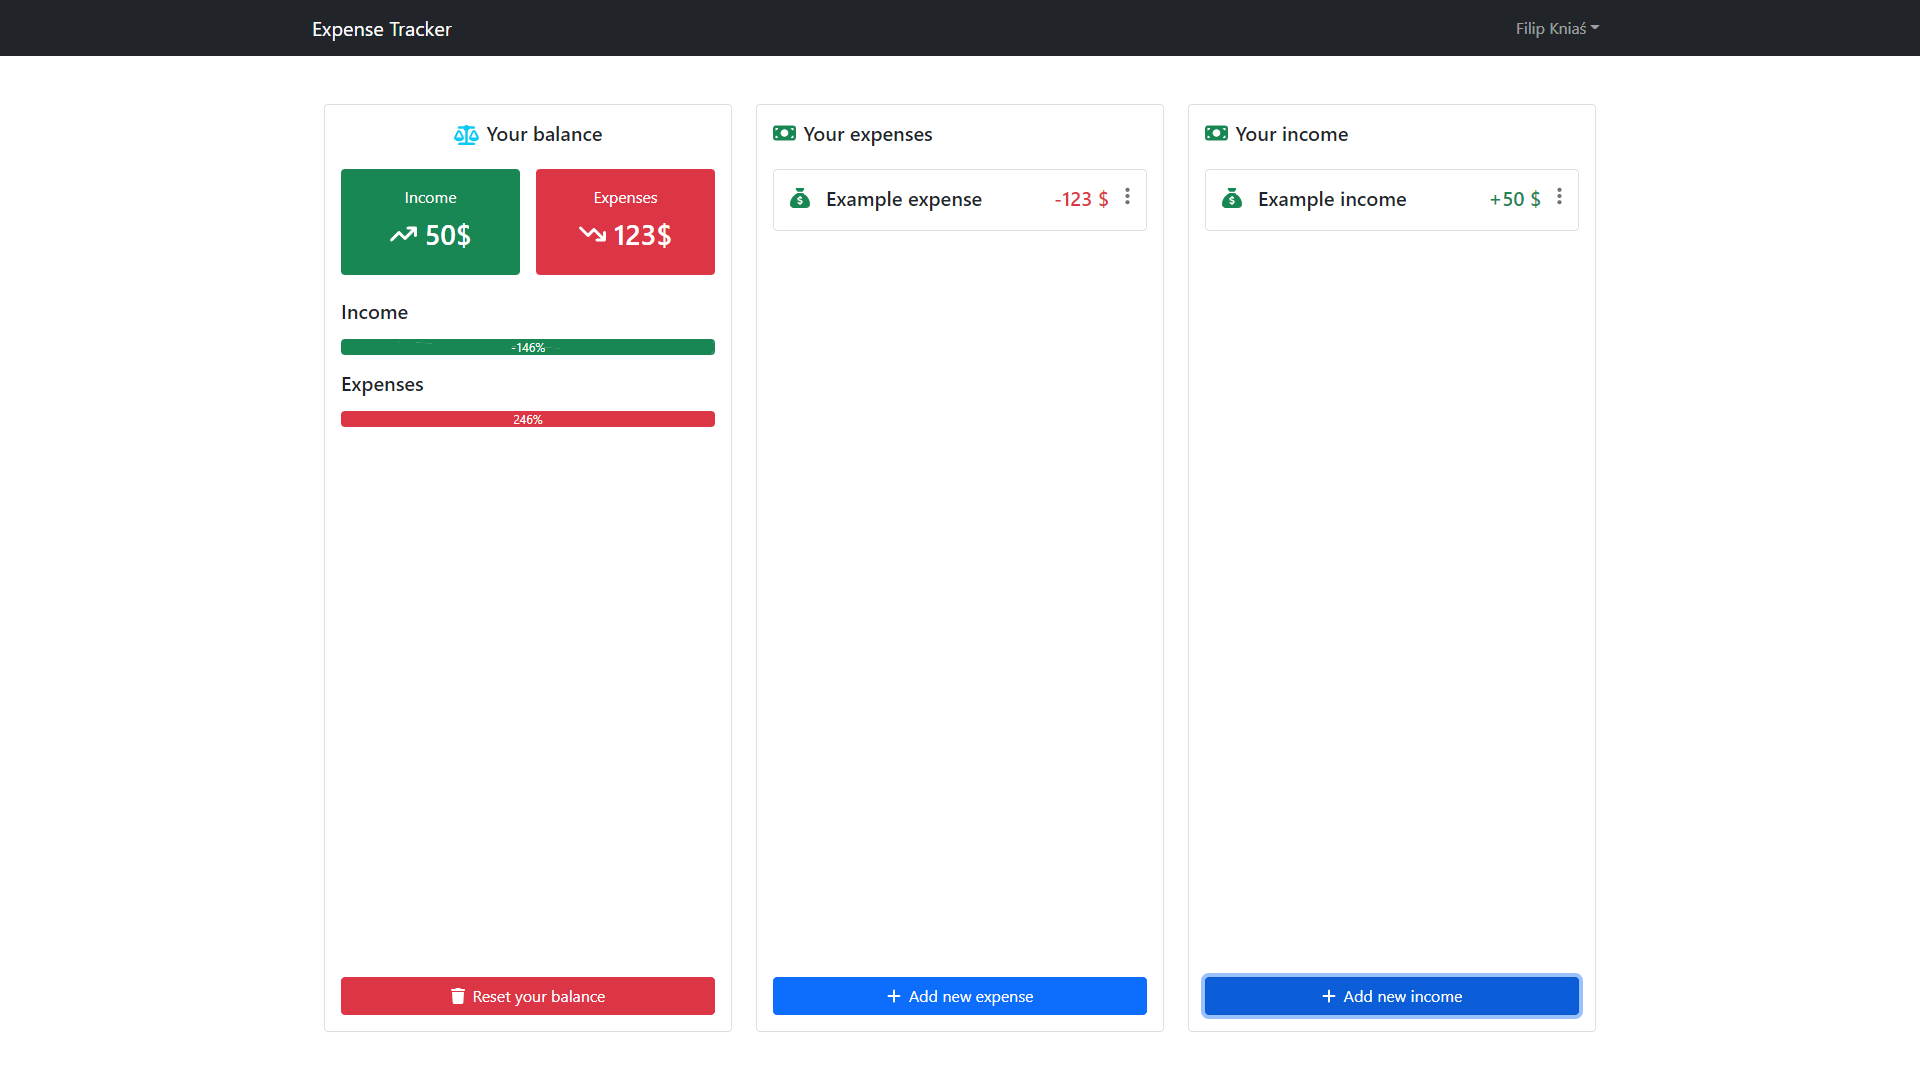 Expense Tracker
Filip Kniaś
Your balance
Income
50$
Expenses
123$
Income
-146%
Expenses
246%
Reset your balance
Your expenses
Example expense
-123 $
Add new expense
Your income
Example income
+50 $
Add new income